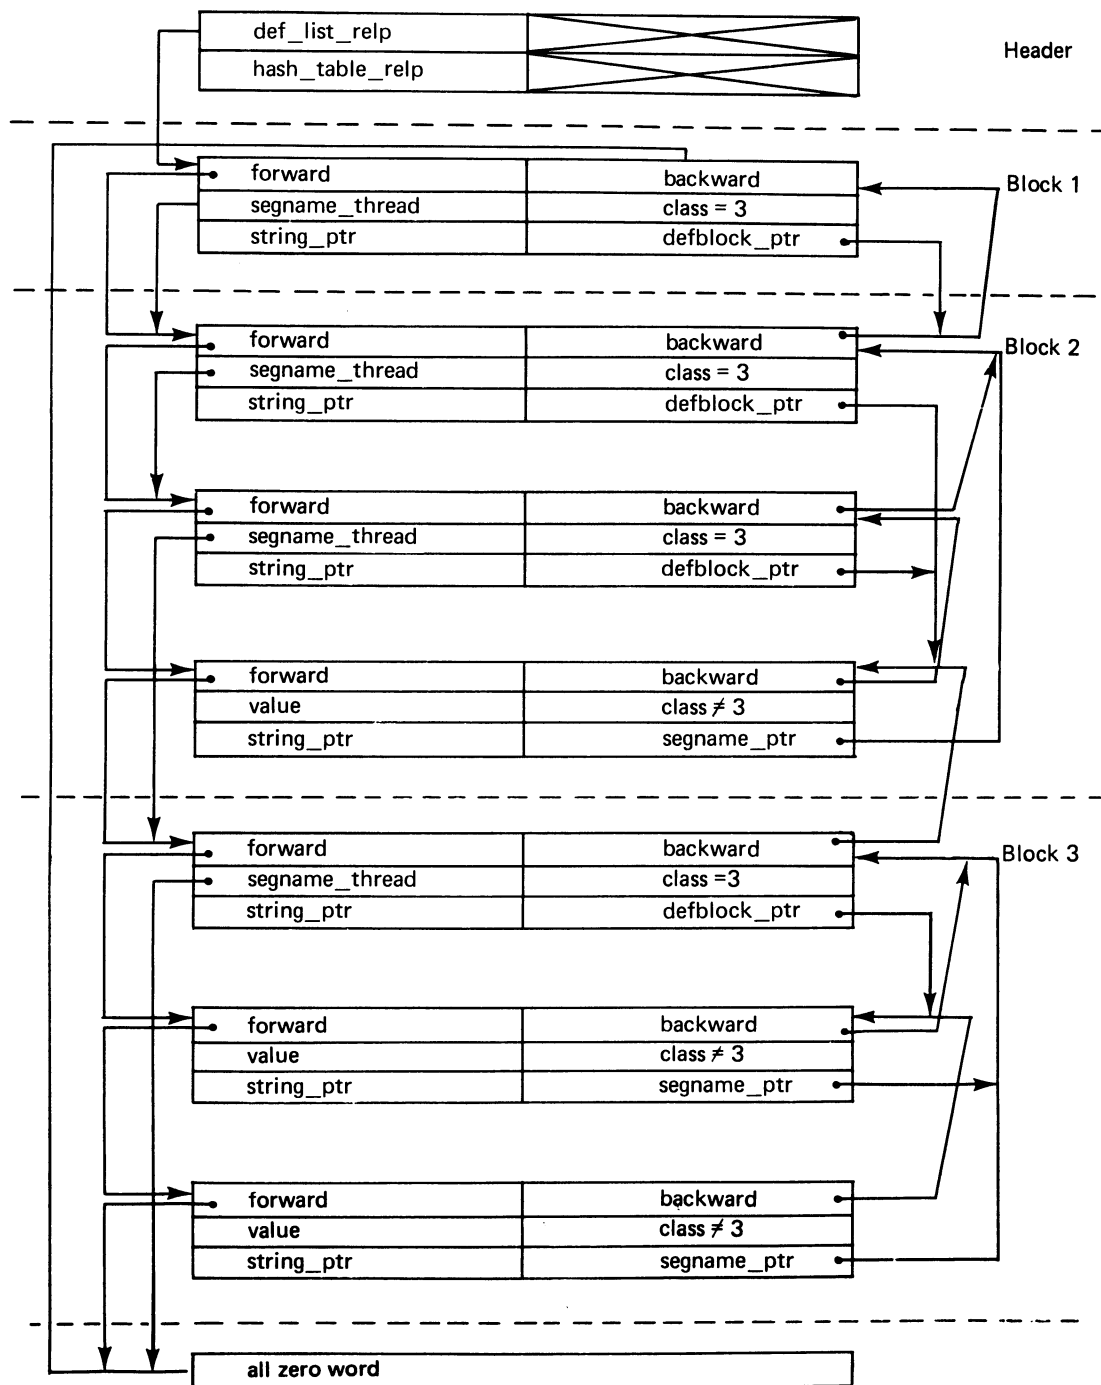 def_list_relp
Header
hash_table_relp
forward backward
Block 1
segname_thread class = 3
string_ptr defblock_ptr
forward backward
Block 2
segname_thread class = 3
string_ptr defblock_ptr
forward backward
segname_thread class = 3
string_ptr defblock_ptr
forward backward
value class ≠ 3
string_ptr segname_ptr
forward backward
Block 3
segname_thread class =3
string_ptr defblock_ptr
forward backward
value class ≠ 3
string_ptr segname_ptr
forward backward
value class ≠ 3
string_ptr segname_ptr
all zero word